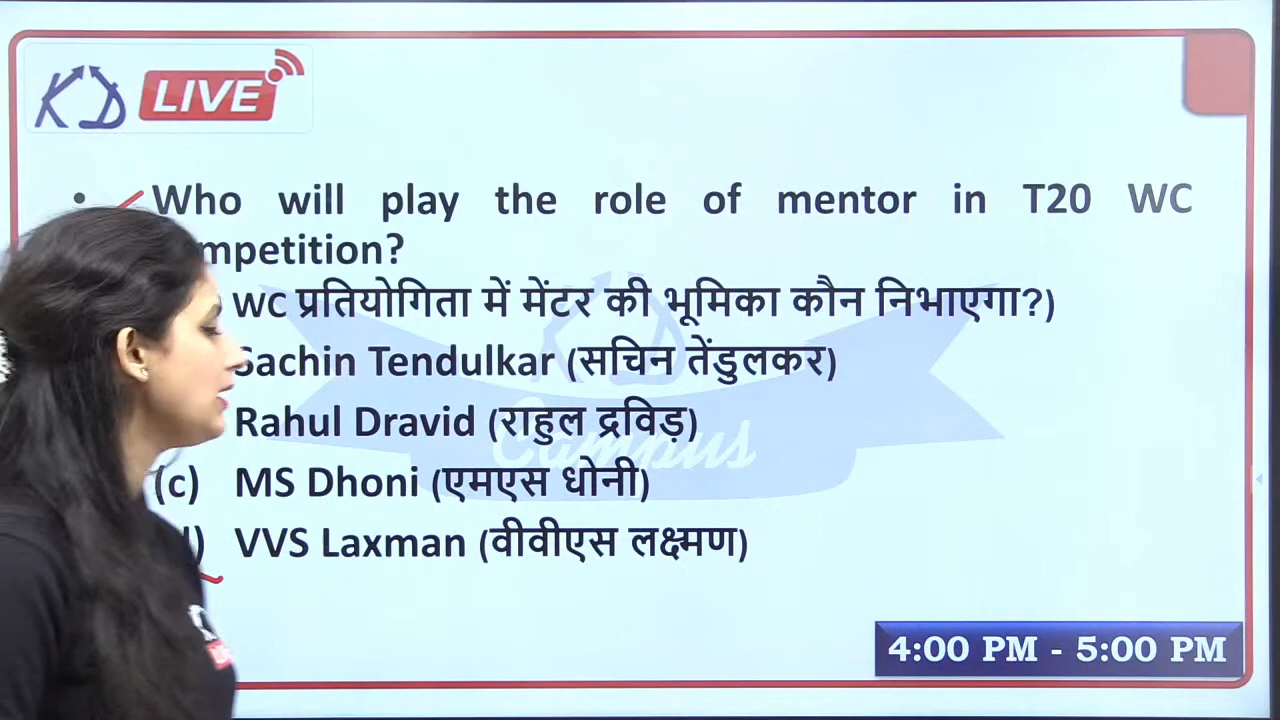 KD LIVE
• Who will play the role of mentor in T20 WC
mpetition?
WC प्रतियोगिता में मेंटर की भूमिका कौन निभाएगा?)
Sachin Tendulkar (सचिन तेंडुलकर)
Rahul Dravid (राहुल द्रविड़)
(c) MS Dhoni (एमएस धोनी)
VVS Laxman (वीवीएस लक्ष्मण)
Campus
4:00 PM - 5:00 PM